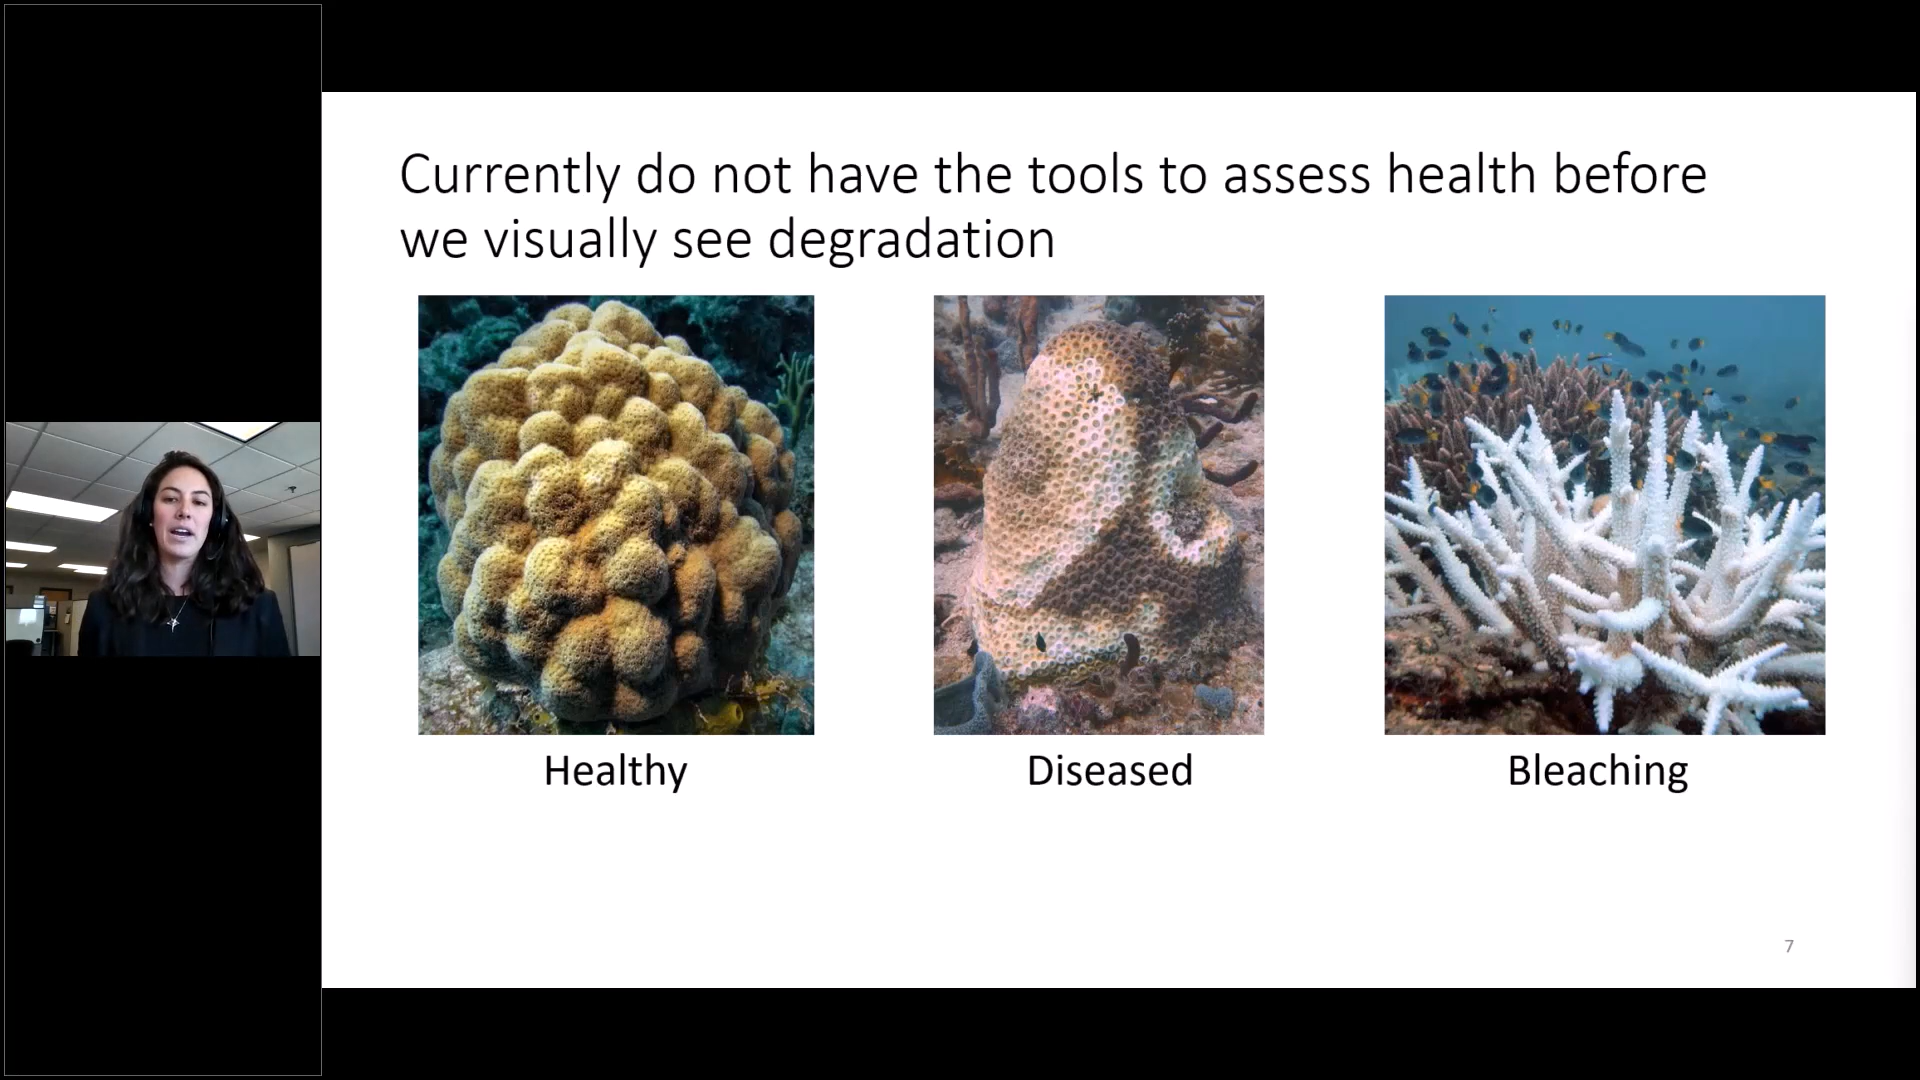 Currently do not have the tools to assess health before
we visually see degradation
Healthy
Diseased
Bleaching
7